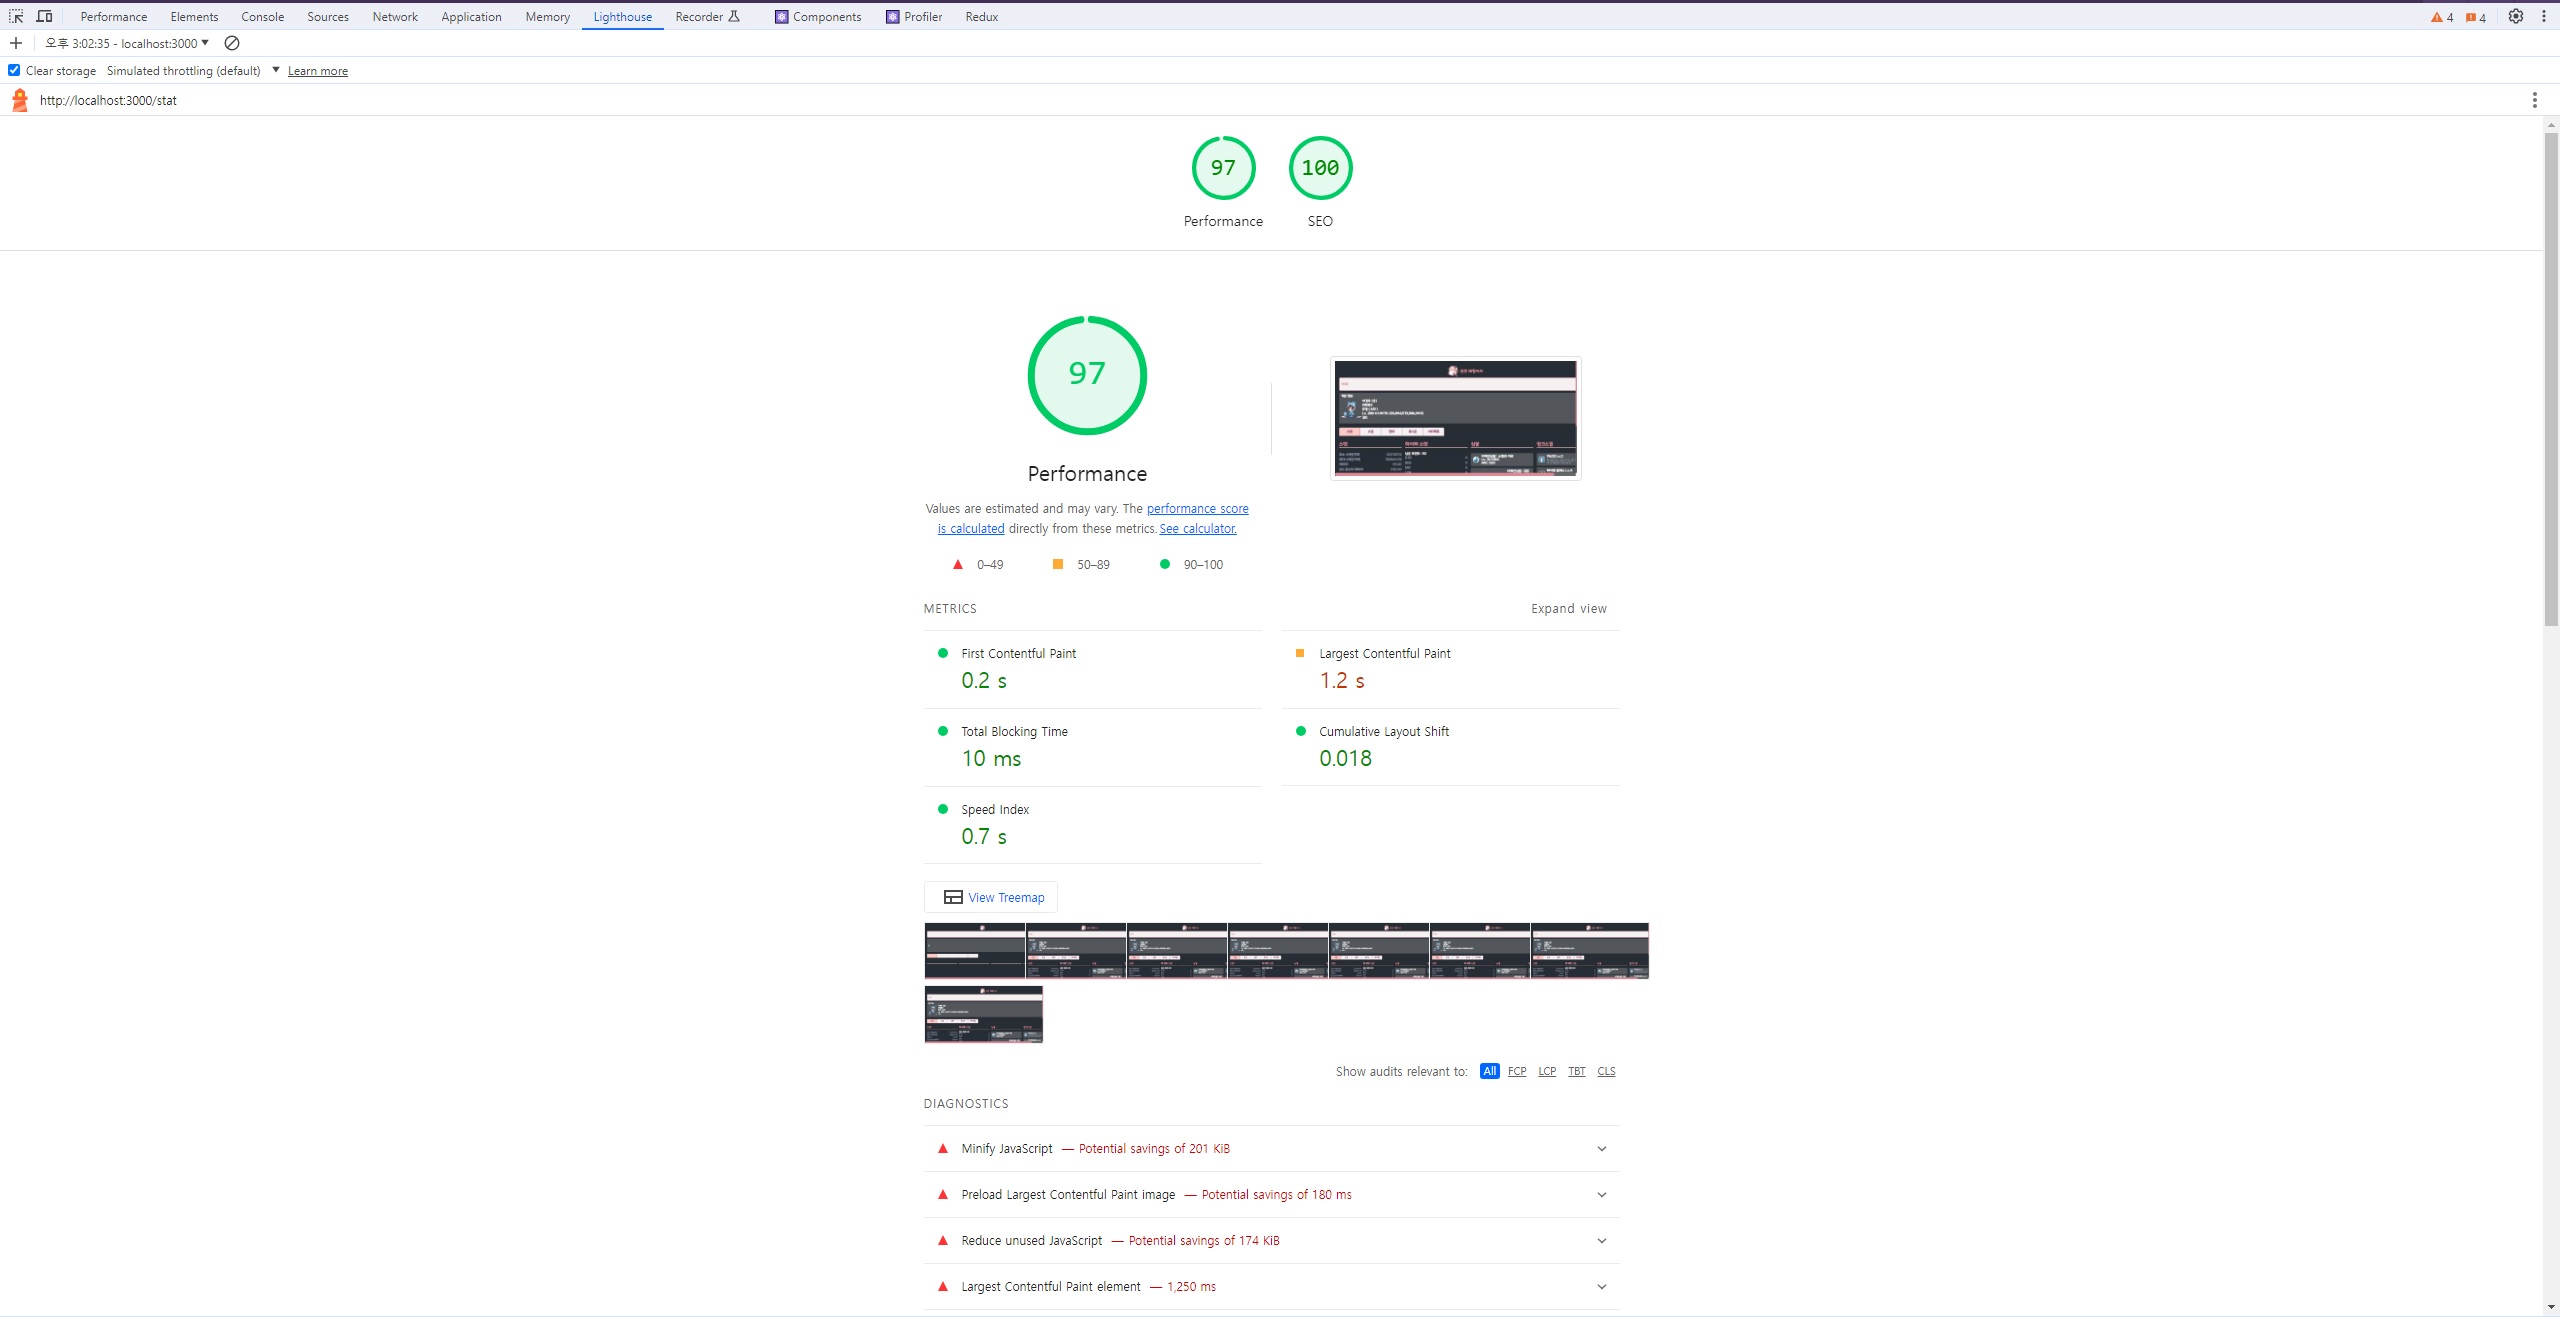 Performance Elements Console Sources Network Application Memory Lighthouse Recorder Components Profiler Redux 4 4
오후 3:02:35 - localhost:3000
Clear storage Simulated throttling (default) Learn more
http://localhost:3000/stat
97 100
Performance SEO
97
Performance
Values are estimated and may vary. The performance score
is calculated directly from these metrics. See calculator.
0–49 50–89 90–100
METRICS Expand view
First Contentful Paint
0.2 s
Largest Contentful Paint
1.2 s
Total Blocking Time
10 ms
Cumulative Layout Shift
0.018
Speed Index
0.7 s
View Treemap
Show audits relevant to: All FCP LCP TBT CLS
DIAGNOSTICS
Minify JavaScript — Potential savings of 201 KiB
Preload Largest Contentful Paint image — Potential savings of 180 ms
Reduce unused JavaScript — Potential savings of 174 KiB
Largest Contentful Paint element — 1,250 ms